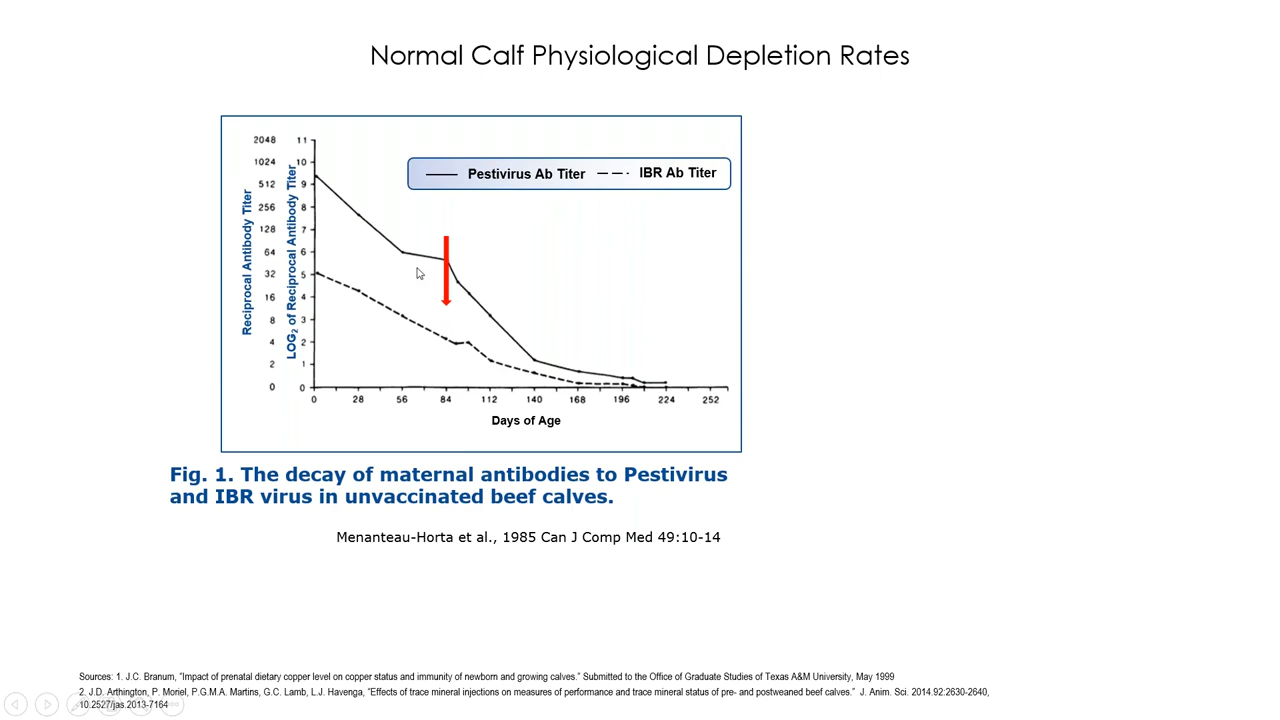 Normal Calf Physiological Depletion Rates
Pestivirus Ab Titer
IBR Ab Titer
Reciprocal Antibody Titer
2048
1024
512
256
128
64
32
16
8
4
2
0
LOG2 of Reciprocal Antibody Titer
11
10
9
8
7
6
5
4
3
2
1
0
0 28 56 84 112 140 168 196 224 252
Days of Age
Fig. 1. The decay of maternal antibodies to Pestivirus
and IBR virus in unvaccinated beef calves.
Menanteau-Horta et al., 1985 Can J Comp Med 49:10-14
Sources: 1. J.C. Branum, “Impact of prenatal dietary copper level on copper status and immunity of newborn and growing calves.” Submitted to the Office of Graduate Studies of Texas A&M University, May 1999
2. J.D. Arthington, P. Moriel, P.G.M.A. Martins, G.C. Lamb, L.J. Havenga, “Effects of trace mineral injections on measures of performance and trace mineral status of pre- and postweaned beef calves.” J. Anim. Sci. 2014.92:2630-2640,
10.2527/jas.2013-7164